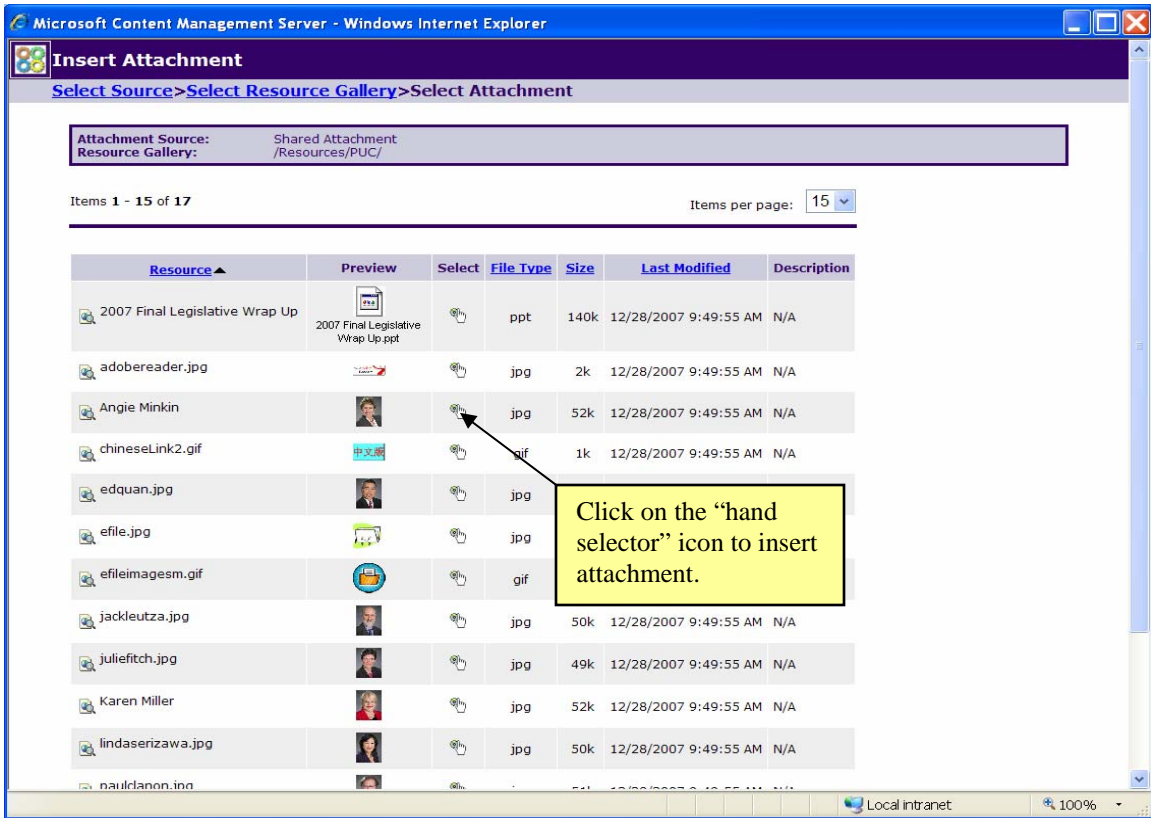 Microsoft Content Management Server - Windows Internet Explorer
Insert Attachment
Select Source>Select Resource Gallery>Select Attachment
Attachment Source: Shared Attachment
Resource Gallery: /Resources/PUC/
Items 1 - 15 of 17 Items per page: 15
Resource Preview Select File Type Size Last Modified Description
2007 Final Legislative Wrap Up 2007 Final Legislative Wrap Up.ppt ppt 140k 12/28/2007 9:49:55 AM N/A
adobereader.jpg jpg 2k 12/28/2007 9:49:55 AM N/A
Angie Minkin jpg 52k 12/28/2007 9:49:55 AM N/A
chineseLink2.gif 中文版 gif 1k 12/28/2007 9:49:55 AM N/A
edquan.jpg jpg
efile.jpg jpg
efileimagesm.gif gif
Click on the “hand
selector” icon to insert
attachment.
jackleutza.jpg jpg 50k 12/28/2007 9:49:55 AM N/A
juliefitch.jpg jpg 49k 12/28/2007 9:49:55 AM N/A
Karen Miller jpg 52k 12/28/2007 9:49:55 AM N/A
lindaserizawa.jpg jpg 50k 12/28/2007 9:49:55 AM N/A
paulclanon.jpg
Local intranet 100%